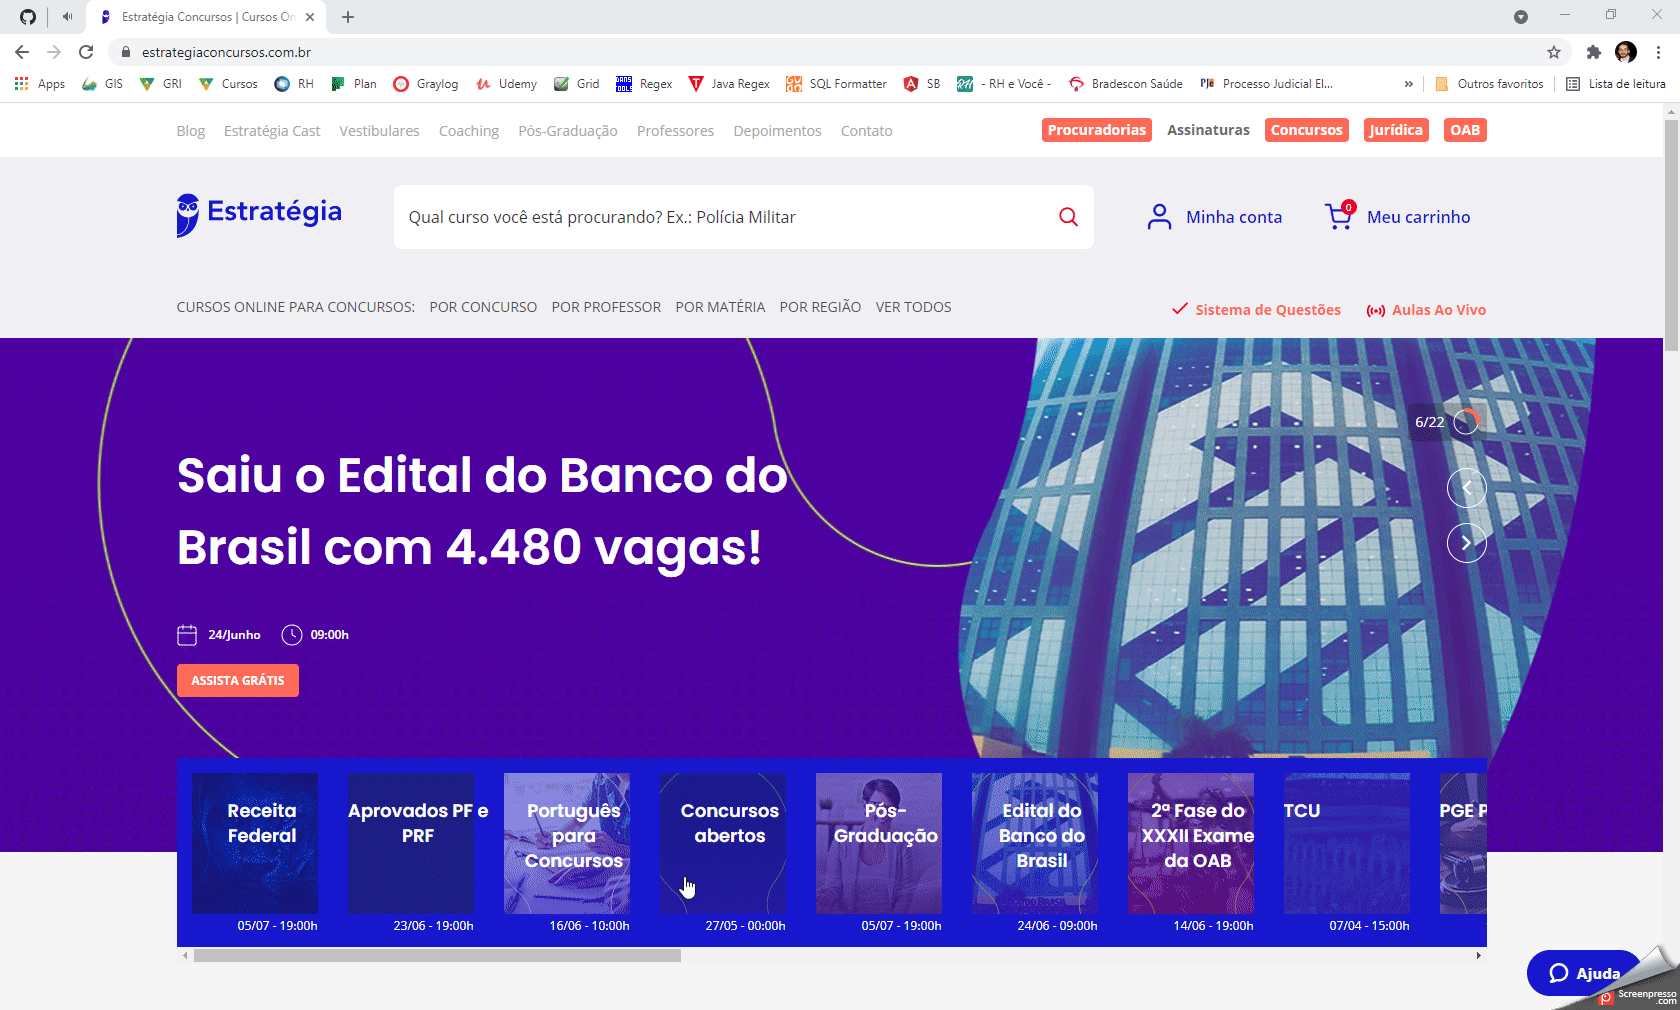 Estratégia Concursos | Cursos On
estrategiaconcursos.com.br
Apps GIS GRI Cursos RH Plan Graylog Udemy Grid Regex Java Regex SQL Formatter SB - RH e Você - Bradescon Saúde Processo Judicial El... » Outros favoritos Lista de leitura
Blog Estratégia Cast Vestibulares Coaching Pós-Graduação Professores Depoimentos Contato Procuradorias Assinaturas Concursos Jurídica OAB
Estratégia
Qual curso você está procurando? Ex.: Polícia Militar
Minha conta
0
Meu carrinho
CURSOS ONLINE PARA CONCURSOS: POR CONCURSO POR PROFESSOR POR MATÉRIA POR REGIÃO VER TODOS
Sistema de Questões Aulas Ao Vivo
6/22
Saiu o Edital do Banco do
Brasil com 4.480 vagas!
24/Junho 09:00h
ASSISTA GRÁTIS
Receita
Federal
05/07 - 19:00h
Aprovados PF e
PRF
23/06 - 19:00h
Português
para
Concursos
16/06 - 10:00h
Concursos
abertos
27/05 - 00:00h
Pós-
Graduação
05/07 - 19:00h
Edital do
Banco do
Brasil
24/06 - 09:00h
2ª Fase do
XXXII Exame
da OAB
14/06 - 19:00h
TCU
07/04 - 15:00h
PGE P
Ajuda
Screenpresso
.com